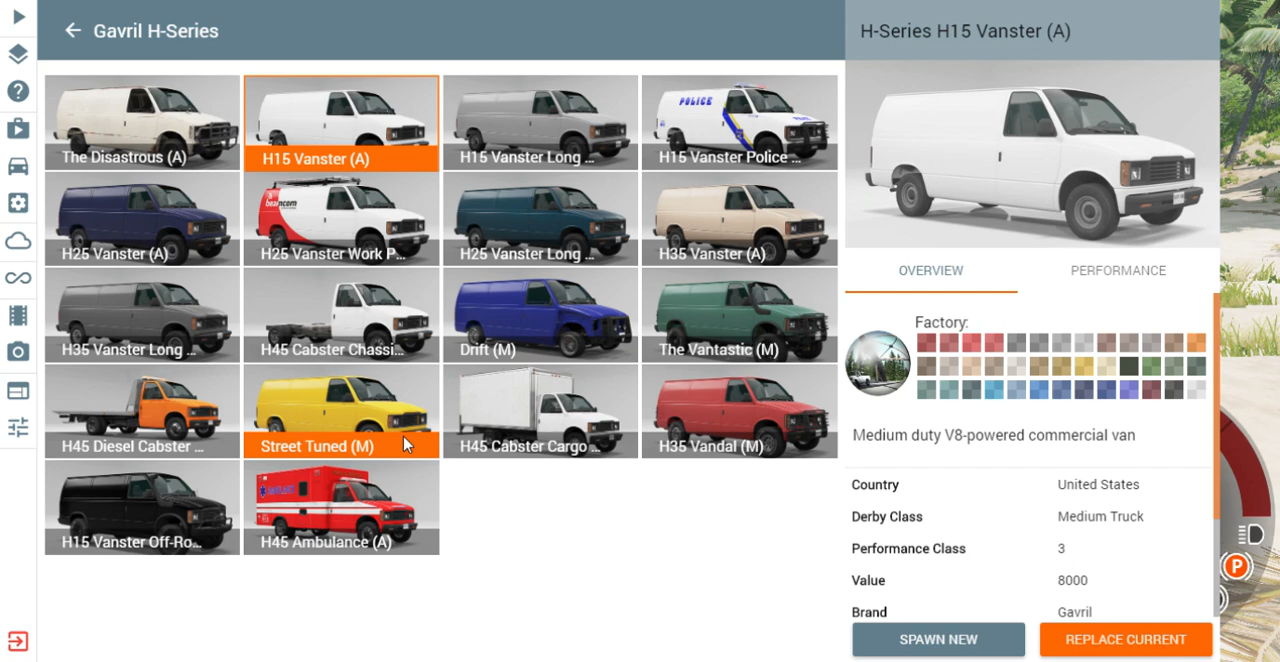 Gavril H-Series
H-Series H15 Vanster (A)
The Disastrous (A)
H15 Vanster (A)
H15 Vanster Long ...
POLICE
H15 Vanster Police ...
H25 Vanster (A)
beamcom
H25 Vanster Work P...
H25 Vanster Long ...
H35 Vanster (A)
H35 Vanster Long ...
H45 Cabster Chassi...
Drift (M)
The Vantastic (M)
H45 Diesel Cabster ...
Street Tuned (M)
H45 Cabster Cargo ...
H35 Vandal (M)
H15 Vanster Off-Ro...
H45 Ambulance (A)
OVERVIEW
PERFORMANCE
Factory:
Medium duty V8-powered commercial van
Country United States
Derby Class Medium Truck
Performance Class 3
Value 8000
Brand Gavril
SPAWN NEW
REPLACE CURRENT
P